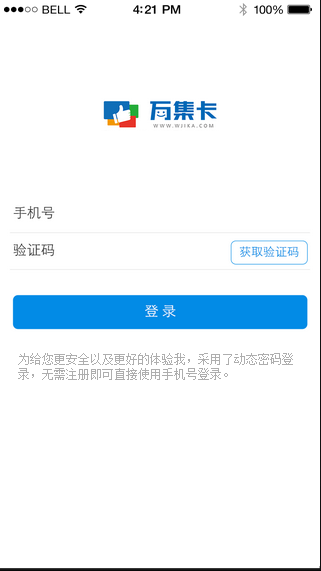 BELL 4:21 PM 100%
万集卡
WWW.WJIKA.COM
手机号
验证码 获取验证码
登录
为给您更安全以及更好的体验我，采用了动态密码登
录，无需注册即可直接使用手机号登录。